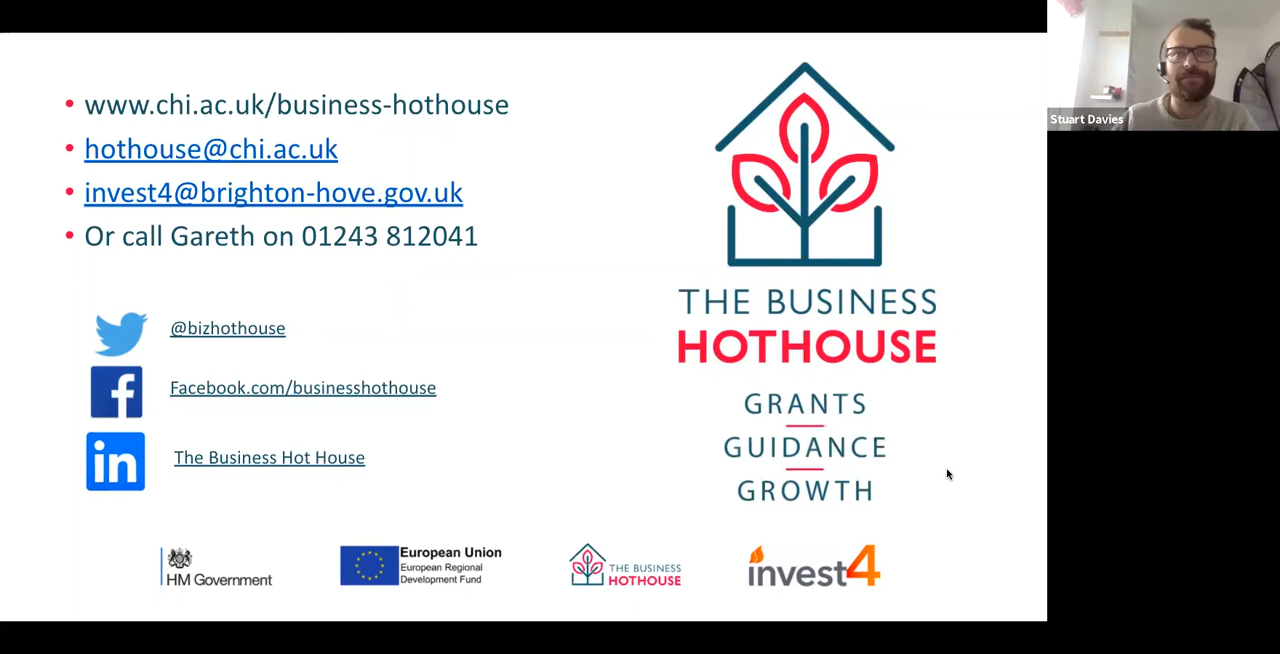 www.chi.ac.uk/business-hothouse
hothouse@chi.ac.uk
invest4@brighton-hove.gov.uk
Or call Gareth on 01243 812041
@bizhothouse
Facebook.com/businesshothouse
in
The Business Hot House
THE BUSINESS
HOTHOUSE
GRANTS
GUIDANCE
GROWTH
HM Government
European Union
European Regional
Development Fund
THE BUSINESS
HOTHOUSE
invest4
Stuart Davies